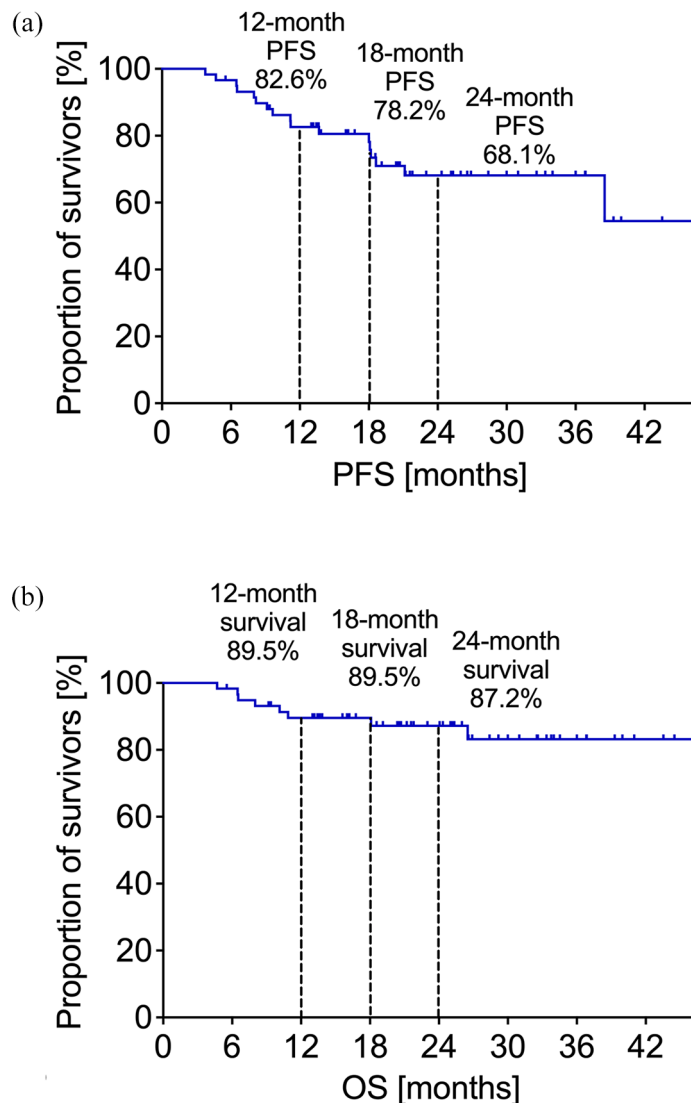 (a)
12-month
PFS
82.6%
18-month
PFS
78.2%
24-month
PFS
68.1%
Proportion of survivors [%]
100
80
60
40
20
0
0 6 12 18 24 30 36 42
PFS [months]
(b)
12-month
survival
89.5%
18-month
survival
89.5%
24-month
survival
87.2%
Proportion of survivors [%]
100
80
60
40
20
0
0 6 12 18 24 30 36 42
OS [months]